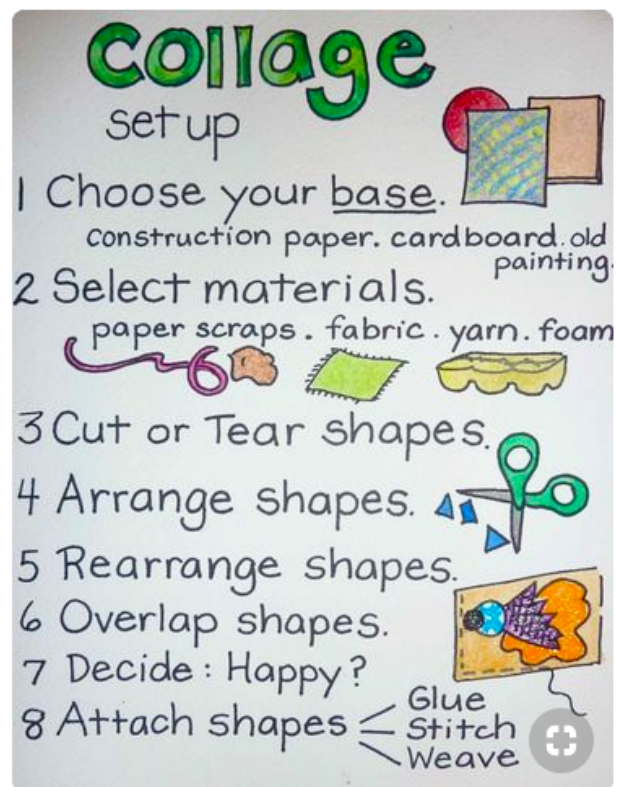 collage
set up
1 Choose your base.
construction paper. cardboard. old
painting.
2 Select materials.
paper scraps. fabric. yarn. foam
3 Cut or Tear shapes.
4 Arrange shapes.
5 Rearrange shapes.
6 Overlap shapes.
7 Decide: Happy?
8 Attach shapes
Glue
Stitch
Weave